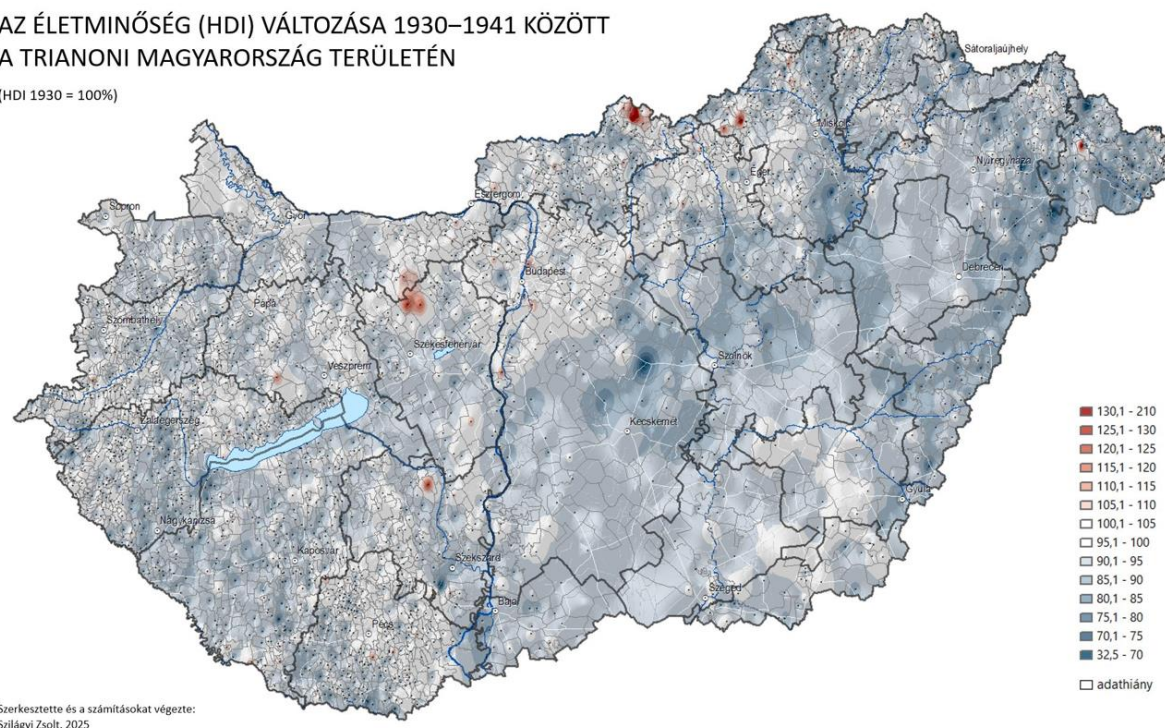 AZ ÉLETMINŐSÉG (HDI) VÁLTOZÁSA 1930–1941 KÖZÖTT
A TRIANONI MAGYARORSZÁG TERÜLETÉN
(HDI 1930 = 100%)
Sátoraljaújhely
Miskolc
Nyíregyháza
Eger
Esztergom
Sopron
Győr
Budapest
Debrecen
Pápa
Szombathely
Székesfehérvár
Veszprém
Szolnok
Kecskemét
Zalaegerszeg
Gyula
Nagykanizsa
Kaposvár
Szekszárd
Szeged
Baja
Pécs
130,1 - 210
125,1 - 130
120,1 - 125
115,1 - 120
110,1 - 115
105,1 - 110
100,1 - 105
95,1 - 100
90,1 - 95
85,1 - 90
80,1 - 85
75,1 - 80
70,1 - 75
32,5 - 70
adathiány
Szerkesztette és a számításokat végezte:
Szilágyi Zsolt, 2025